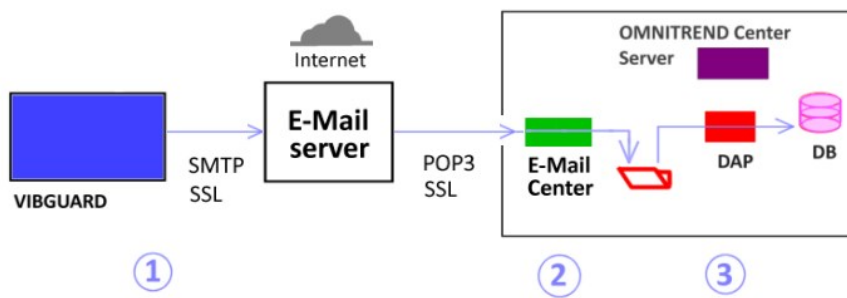 OMNITREND Center
Server
Internet
E-Mail
server
SMTP
SSL
POP3
SSL
E-Mail
Center
DAP
DB
VIBGUARD
1
2
3